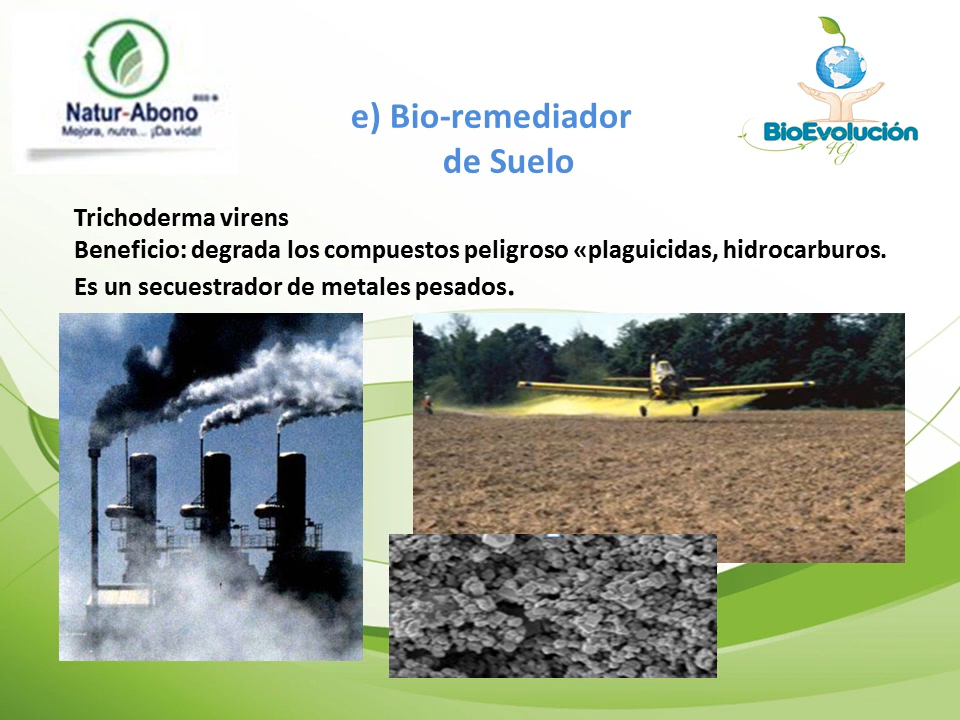 Natur-Abono
Mejora, nutre... ¡Da vida!
BioEvolución
4g
e) Bio-remediador
de Suelo
Trichoderma virens
Beneficio: degrada los compuestos peligroso «plaguicidas, hidrocarburos.
Es un secuestrador de metales pesados.